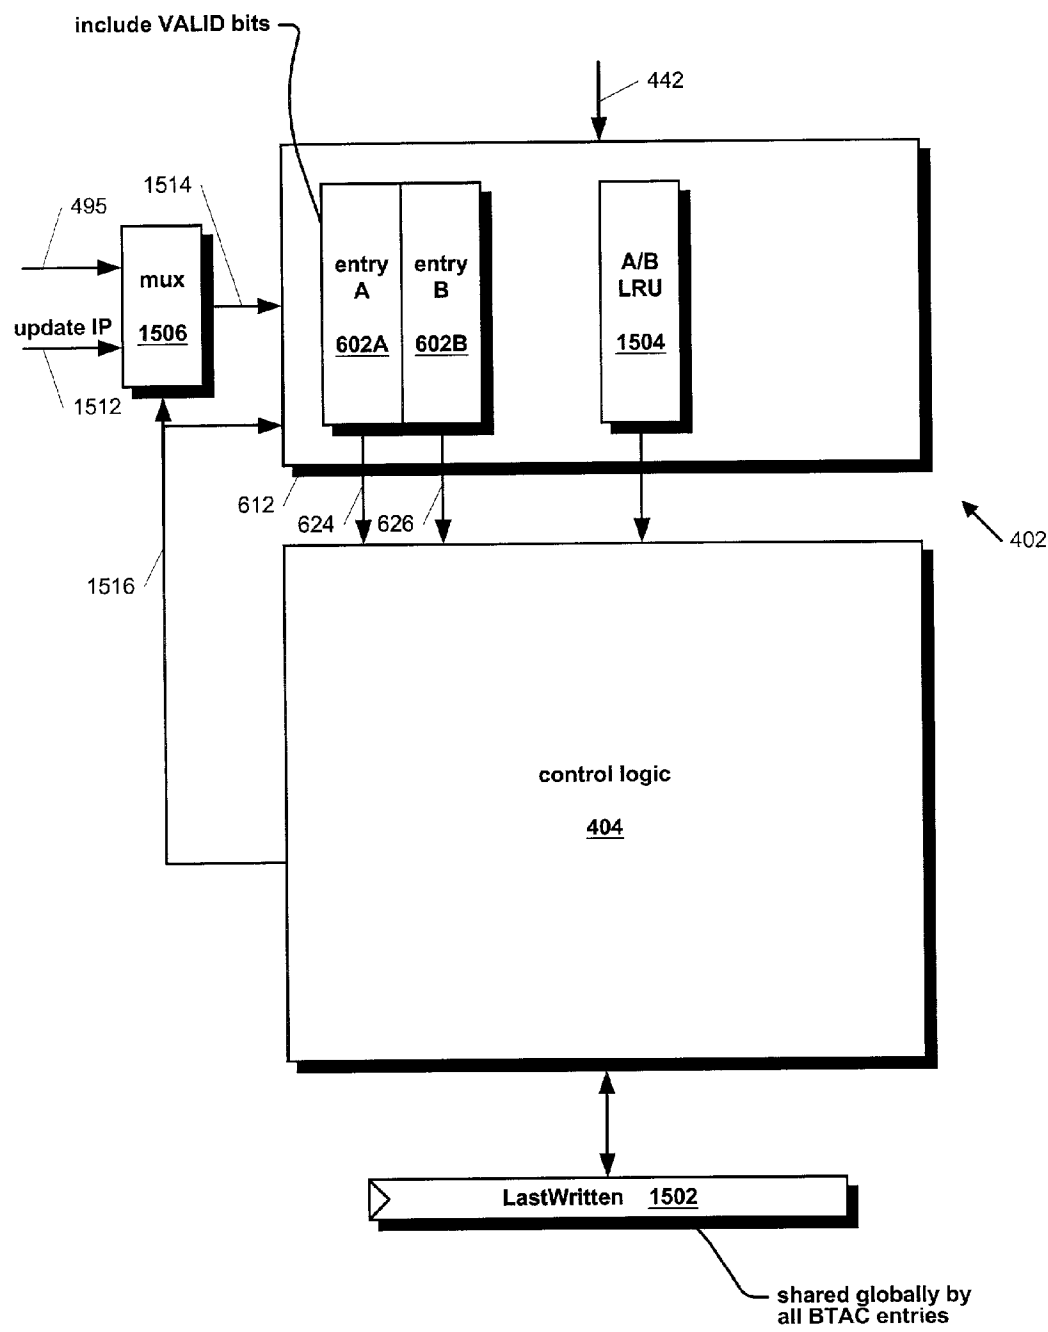 include VALID bits
442
1514
495
mux
1506
update IP
1512
entry
A
602A
entry
B
602B
A/B
LRU
1504
612
624
626
402
1516
control logic
404
LastWritten 1502
shared globally by
all BTAC entries